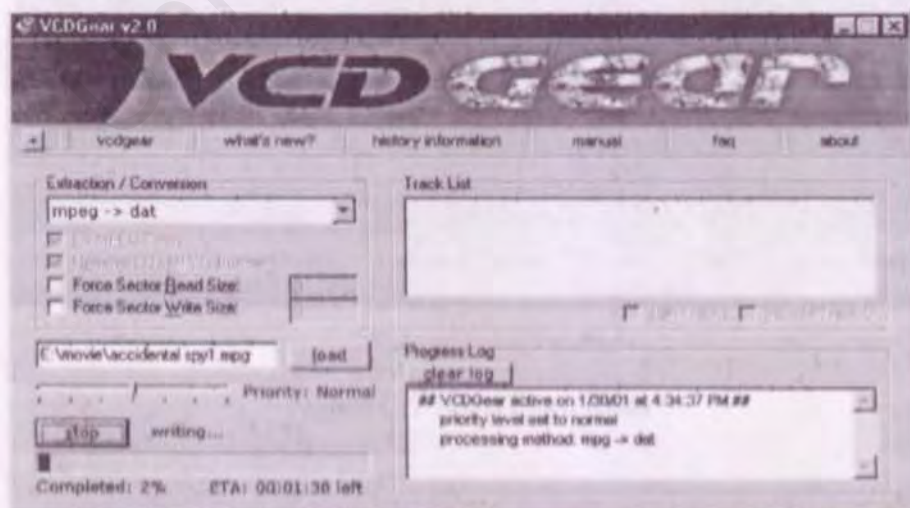 VCDGear v2.0
VCD Gear
vcdgear what's new? history information manual faq about
Extraction / Conversion
mpeg -> dat
Force Sector Read Size:
Force Sector Write Size:
Track List
E:\movie\accidental spy1.mpg load
Priority: Normal
stop writing...
Completed: 2% ETA: 00:01:30 left
Progress Log
clear log
## VCDGear active on 1/30/01 at 4:34:37 PM ##
priority level set to normal
processing method: mpg -> dat